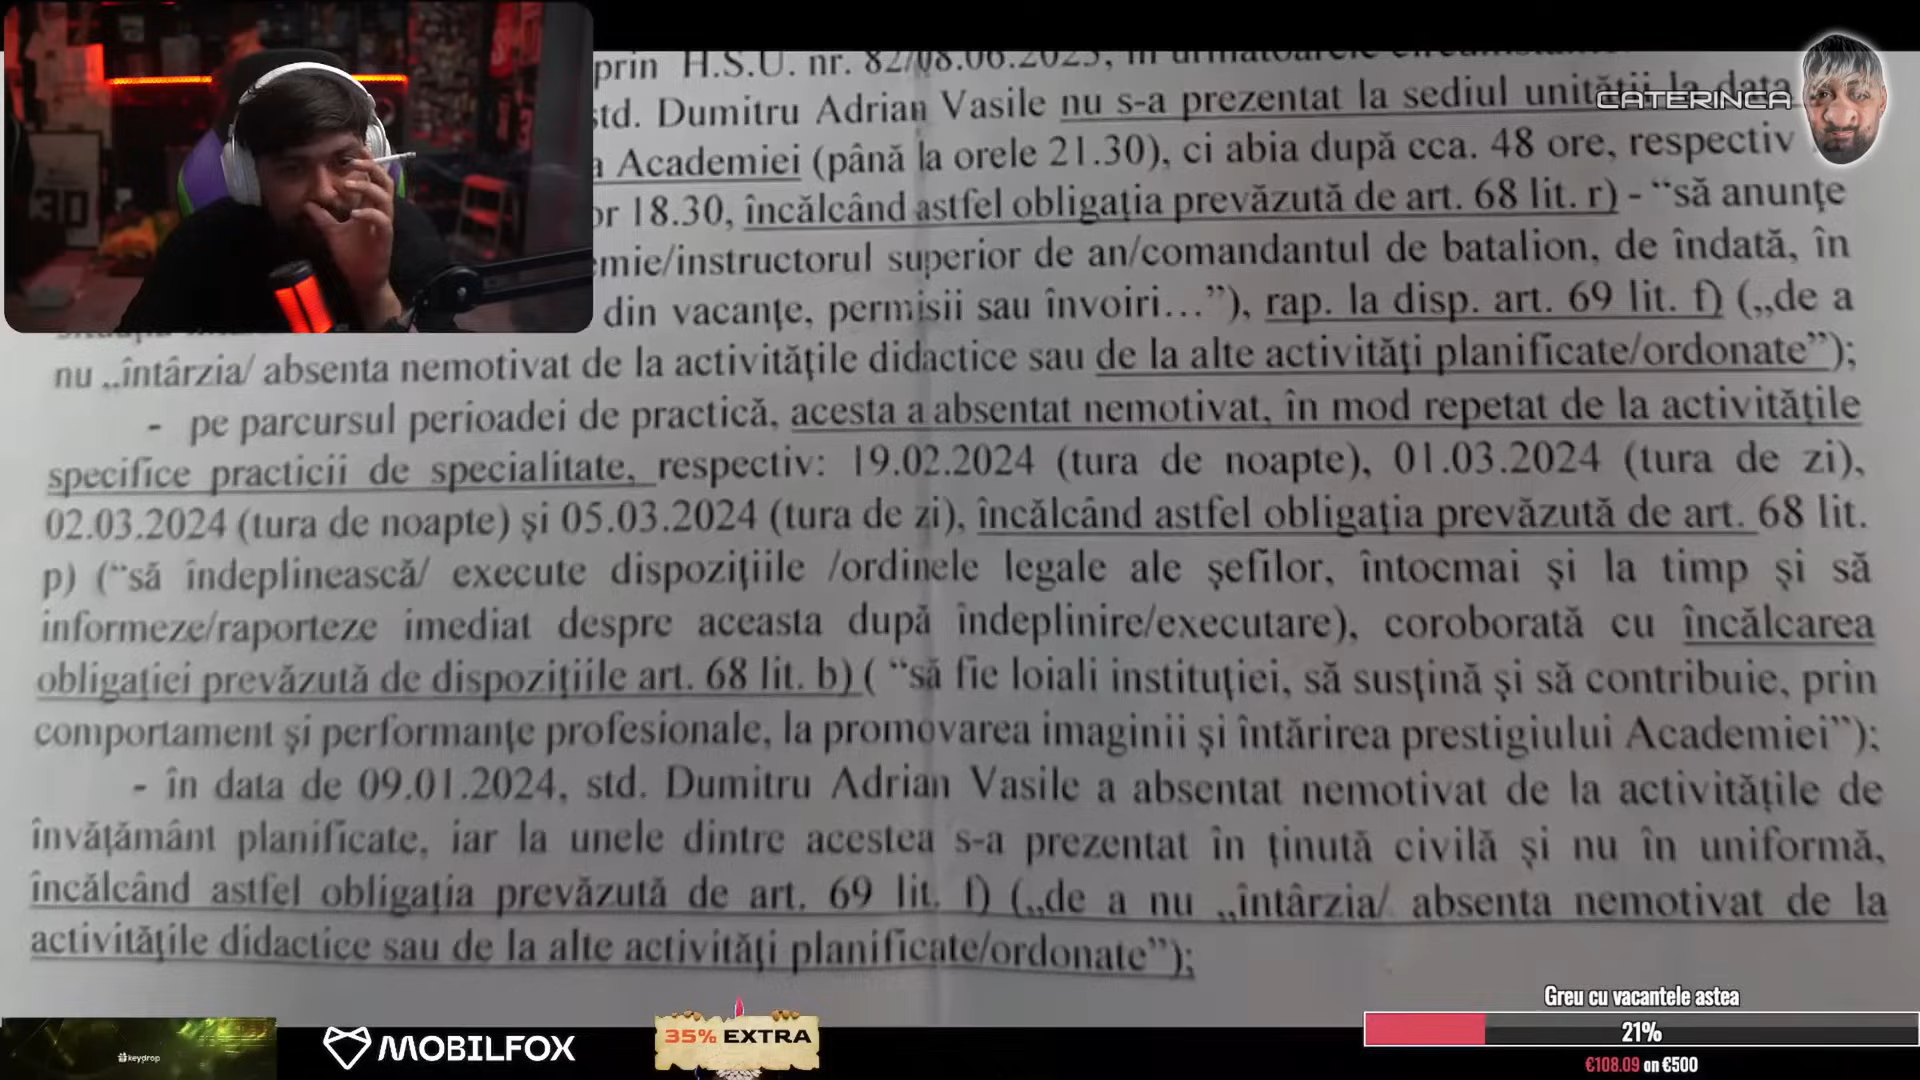 prin H.S.U. nr. 82/08.06.2023, în următoarele
std. Dumitru Adrian Vasile nu s-a prezentat la sediul unității la data
CATERINCA
Academiei (până la orele 21.30), ci abia după cca. 48 ore, respectiv
18.30, încălcând astfel obligația prevăzută de art. 68 lit. r) - “să anunțe
/instructorul superior de an/comandantul de batalion, de îndată, în
din vacanțe, permisii sau învoiri…”), rap. la disp. art. 69 lit. f) („de a
nu „întârzia/ absenta nemotivat de la activitățile didactice sau de la alte activități planificate/ordonate”);
- pe parcursul perioadei de practică, acesta a absentat nemotivat, în mod repetat de la activitățile
specifice practicii de specialitate, respectiv: 19.02.2024 (tura de noapte), 01.03.2024 (tura de zi),
02.03.2024 (tura de noapte) și 05.03.2024 (tura de zi), încălcând astfel obligația prevăzută de art. 68 lit.
p) (“să îndeplinească/ execute dispozițiile /ordinele legale ale șefilor, întocmai și la timp și să
informeze/raporteze imediat despre aceasta după îndeplinire/executare), coroborată cu încălcarea
obligației prevăzută de dispozițiile art. 68 lit. b) ( “să fie loiali instituției, să susțină și să contribuie, prin
comportament și performanțe profesionale, la promovarea imaginii și întărirea prestigiului Academiei”);
- în data de 09.01.2024, std. Dumitru Adrian Vasile a absentat nemotivat de la activitățile de
învățământ planificate, iar la unele dintre acestea s-a prezentat în ținută civilă și nu în uniformă,
încălcând astfel obligația prevăzută de art. 69 lit. f) („de a nu „întârzia/ absenta nemotivat de la
activitățile didactice sau de la alte activități planificate/ordonate”);
Greu cu vacantele astea
21%
€108.09 on €500
keydrop
MOBILFOX
35% EXTRA